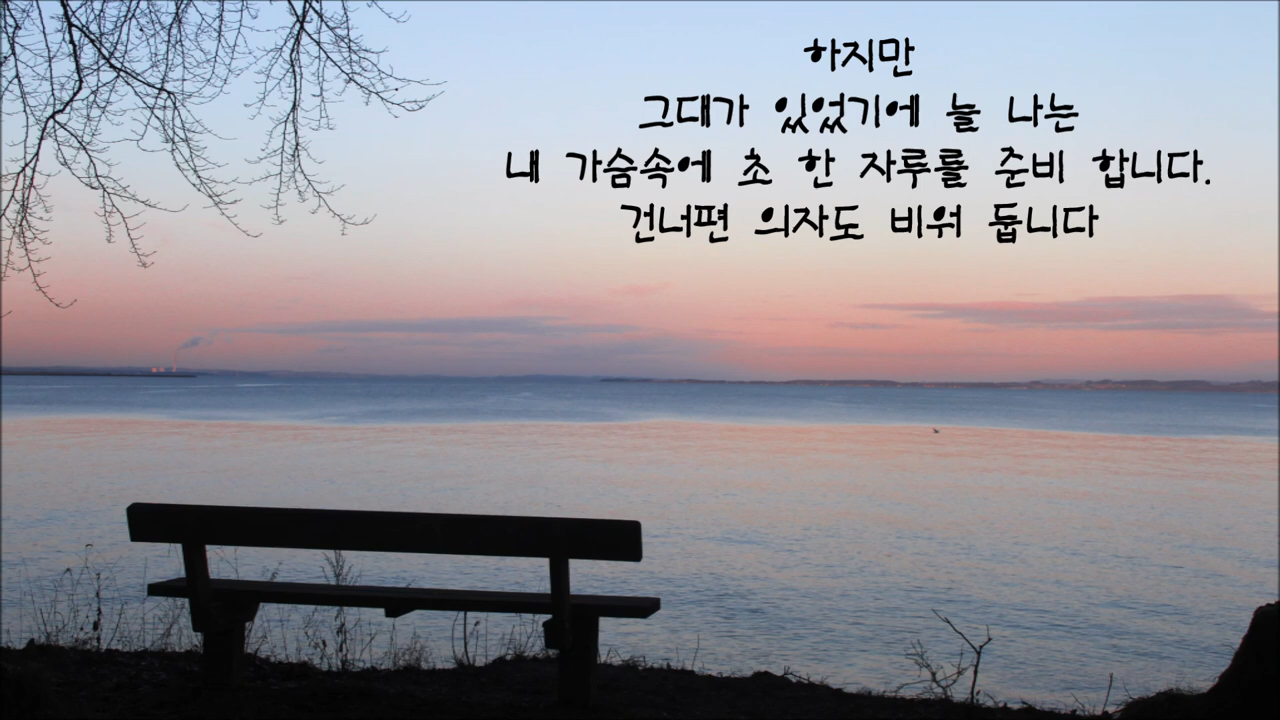 하지만
그대가 있었기에 늘 나는
내 가슴속에 초 한 자루를 준비 합니다.
건너편 의자도 비워 둡니다